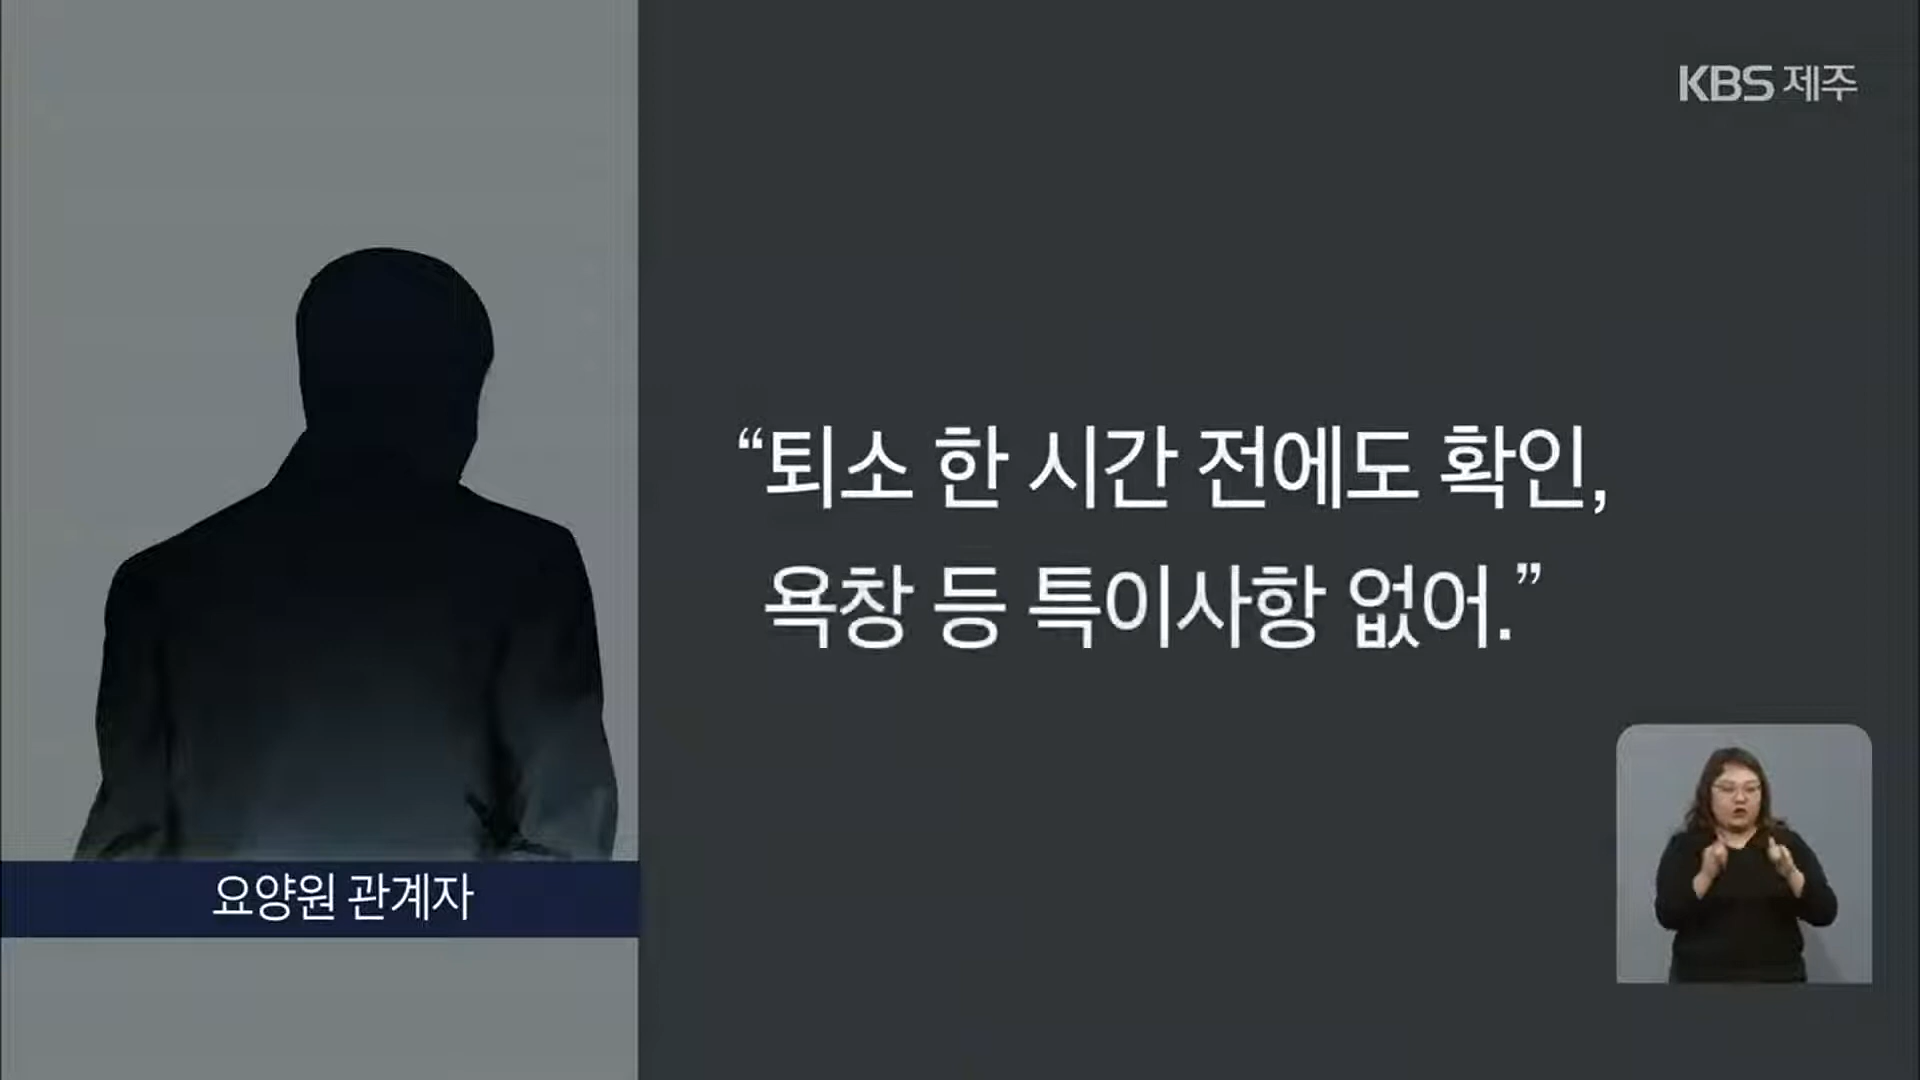 KBS 제주
“퇴소 한 시간 전에도 확인,
욕창 등 특이사항 없어.”
요양원 관계자